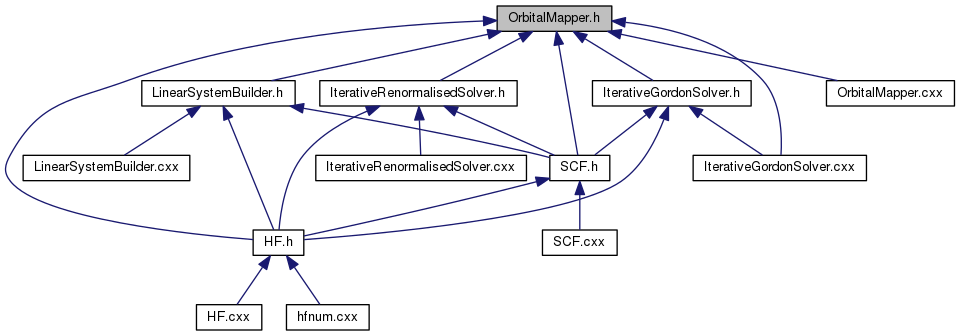 OrbitalMapper.h
LinearSystemBuilder.h
IterativeRenormalisedSolver.h
IterativeGordonSolver.h
OrbitalMapper.cxx
LinearSystemBuilder.cxx
IterativeRenormalisedSolver.cxx
SCF.h
IterativeGordonSolver.cxx
HF.h
SCF.cxx
HF.cxx
hfnum.cxx